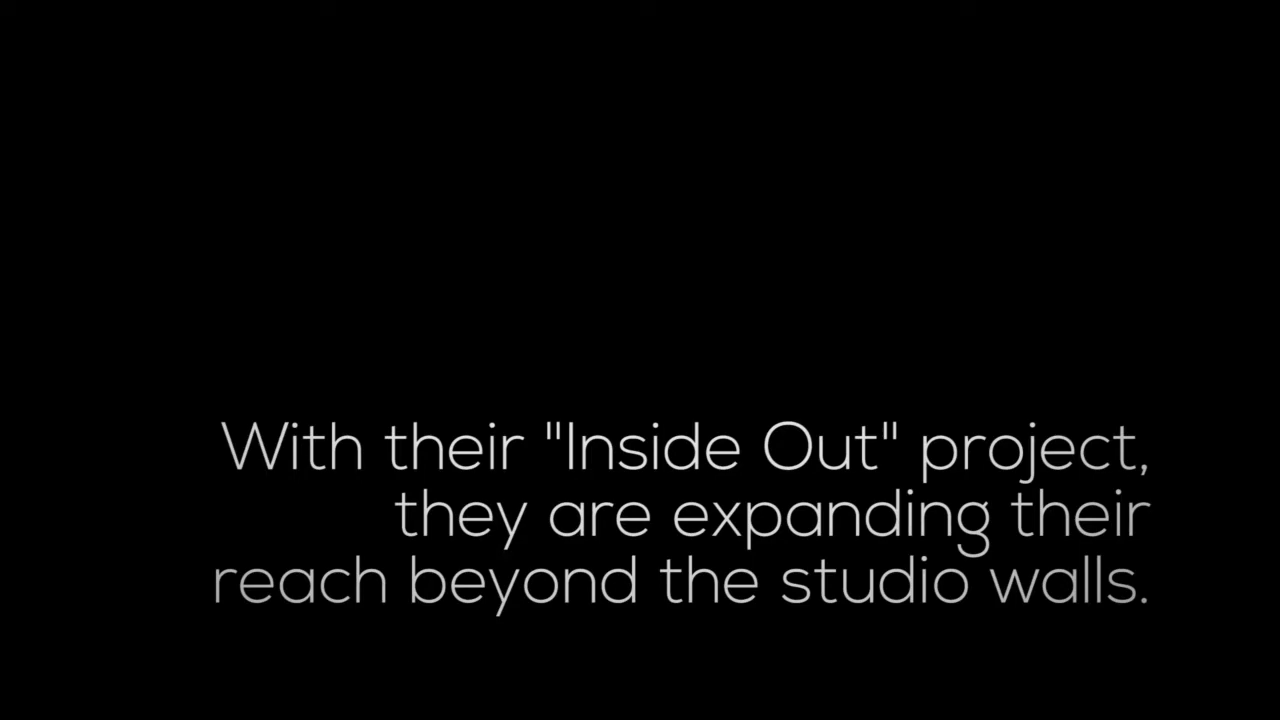 With their "Inside Out" project,
they are expanding their
reach beyond the studio walls.